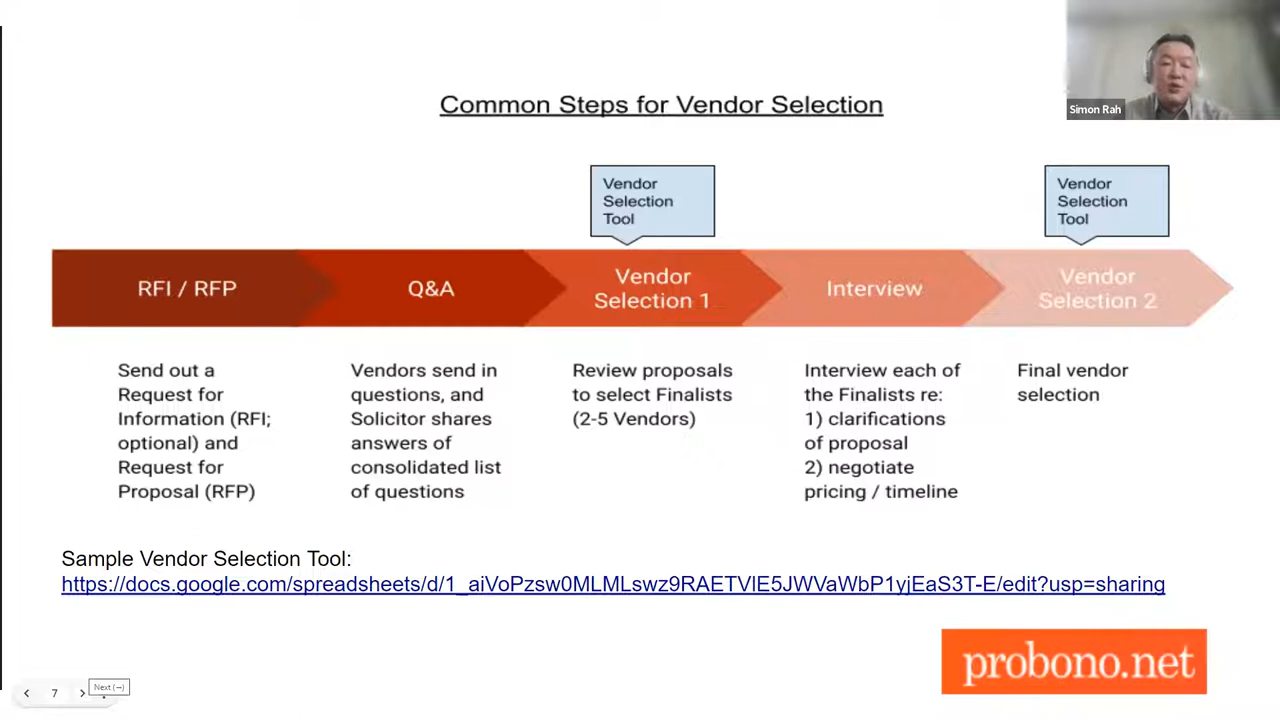 Simon Rah
Common Steps for Vendor Selection
Vendor
Selection
Tool
Vendor
Selection
Tool
RFI / RFP
Q&A
Vendor
Selection 1
Interview
Vendor
Selection 2
Send out a
Request for
Information (RFI;
optional) and
Request for
Proposal (RFP)
Vendors send in
questions, and
Solicitor shares
answers of
consolidated list
of questions
Review proposals
to select Finalists
(2-5 Vendors)
Interview each of
the Finalists re:
1) clarifications
of proposal
2) negotiate
pricing / timeline
Final vendor
selection
Sample Vendor Selection Tool:
https://docs.google.com/spreadsheets/d/1_aiVoPzsw0MLMLswz9RAETVlE5JWVaWbP1yjEaS3T-E/edit?usp=sharing
probono.net
7
Next (→)